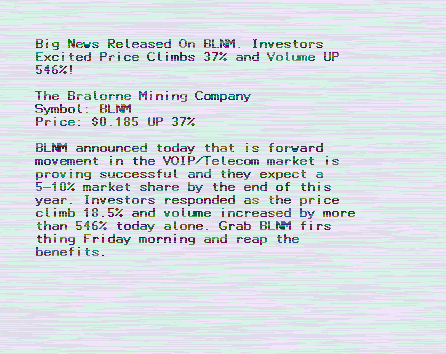 Big News Released On BLNM. Investors
Excited Price Climbs 37% and Volume UP
546%!
The Bralorne Mining Company
Symbol: BLNM
Price: $0.185 UP 37%
BLNM announced today that is forward
movement in the VOIP/Telecom market is
proving successful and they expect a
5-10% market share by the end of this
year. Investors responded as the price
climb 18.5% and volume increased by more
than 546% today alone. Grab BLNM firs
thing Friday morning and reap the
benefits.